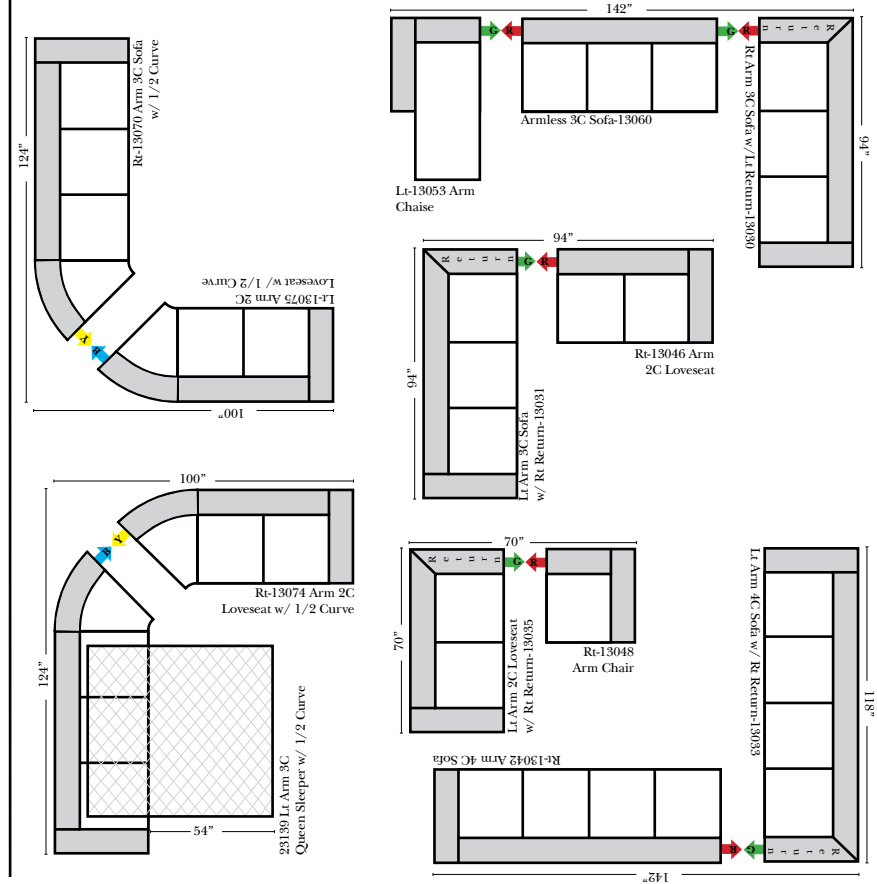 124”
Rt-13070 Arm 3C Sofa
w/ 1/2 Curve
Y
B
Lt-13075 Arm 2C
Loveseat w/ 1/2 Curve
100”
142”
G R
G R
Return
Lt-13053 Arm
Chaise
Armless 3C Sofa-13060
Rt Arm 3C Sofa w/Lt Return-13030
94”
94”
Return
G R
94”
Lt Arm 3C Sofa
w/ Rt Return-13031
Rt-13046 Arm
2C Loveseat
100”
B Y
124”
Rt-13074 Arm 2C
Loveseat w/ 1/2 Curve
54”
23139 Lt Arm 3C
Queen Sleeper w/ 1/2 Curve
70”
Return
G R
70”
Lt Arm 2C Loveseat
w/ Rt Return-13035
Rt-13048
Arm Chair
Rt-13042 Arm 4C Sofa
R G
Return
Lt Arm 4C Sofa w/ Rt Return-13033
118”
142”